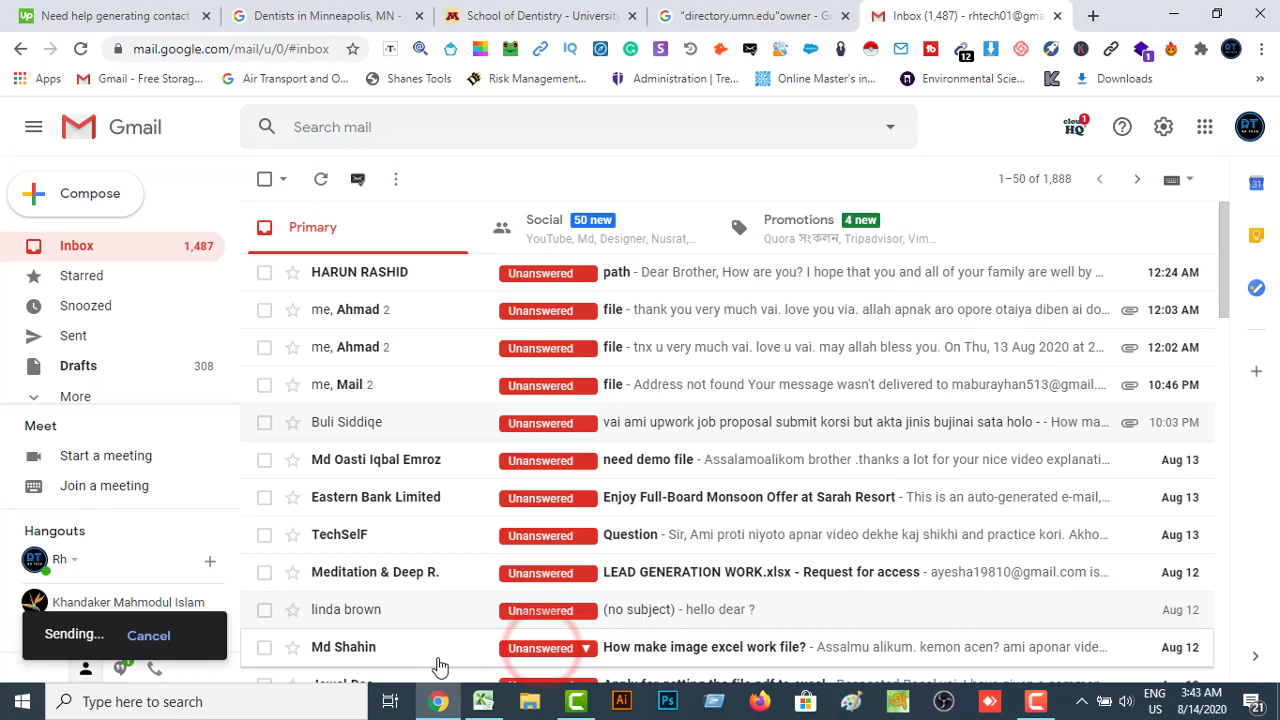 Need help generating contact
Dentists in Minneapolis, MN -
School of Dentistry - Universit
"directory.umn.edu"owner - Go
Inbox (1,487) - rhtech01@gma
mail.google.com/mail/u/0/#inbox
12
1
Apps
Gmail - Free Storag...
Air Transport and O...
Shanes Tools
Risk Management...
Administration | Tre...
Online Master's in...
Environmental Scie...
Downloads
»
Gmail
Search mail
cloud HQ
1
RT
Compose
1–50 of 1,888
Primary
Social 50 new
YouTube, Md, Designer, Nusrat,...
Promotions 4 new
Quora সংকলন, Tripadvisor, Vim...
31
Inbox 1,487
Starred
Snoozed
Sent
Drafts 308
More
Meet
Start a meeting
Join a meeting
Hangouts
Rh
Khandaker Mahmodul Islam
Sending... Cancel
HARUN RASHID Unanswered path - Dear Brother, How are you? I hope that you and all of your family are well by ... 12:24 AM
me, Ahmad 2 Unanswered file - thank you very much vai. love you via. allah apnak aro opore otaiya diben ai do... 12:03 AM
me, Ahmad 2 Unanswered file - tnx u very much vai. love u vai. may allah bless you. On Thu, 13 Aug 2020 at 2... 12:02 AM
me, Mail 2 Unanswered file - Address not found Your message wasn't delivered to maburayhan513@gmail.... 10:46 PM
Buli Siddiqe Unanswered vai ami upwork job proposal submit korsi but akta jinis bujinai sata holo - - How ma... 10:03 PM
Md Oasti Iqbal Emroz Unanswered need demo file - Assalamoalikom brother .thanks a lot for your nice video explanati... Aug 13
Eastern Bank Limited Unanswered Enjoy Full-Board Monsoon Offer at Sarah Resort - This is an auto-generated e-mail,... Aug 13
TechSelF Unanswered Question - Sir, Ami proti niyoto apnar video dekhe kaj shikhi and practice kori. Akho... Aug 13
Meditation & Deep R. Unanswered LEAD GENERATION WORK.xlsx - Request for access - ayesha19810@gmail.com is... Aug 12
linda brown Unanswered (no subject) - hello dear ? Aug 12
Md Shahin Unanswered How make image excel work file? - Assalmu alikum. kemon acen? ami aponar vide... Aug 12
Type here to search
ENG
US
3:43 AM
8/14/2020
21